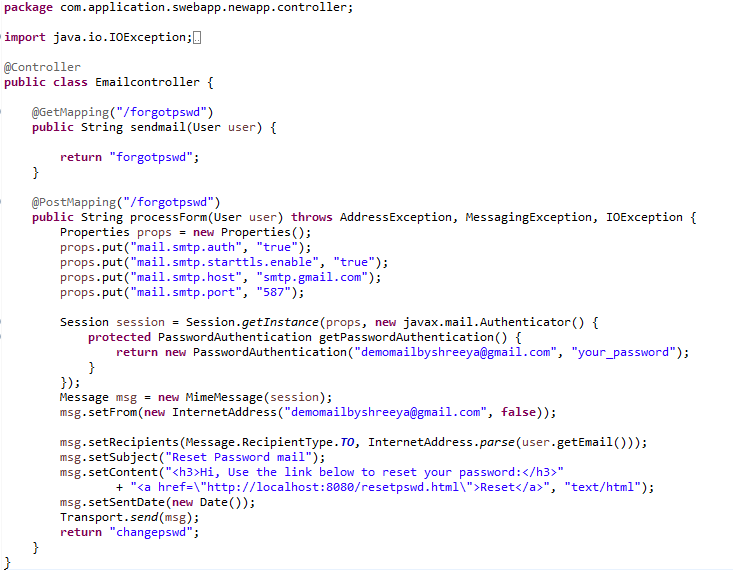 package com.application.swebapp.newapp.controller;
import java.io.IOException;
@Controller
public class Emailcontroller {
@GetMapping("/forgotpswd")
public String sendmail(User user) {
return "forgotpswd";
}
@PostMapping("/forgotpswd")
public String processForm(User user) throws AddressException, MessagingException, IOException {
Properties props = new Properties();
props.put("mail.smtp.auth", "true");
props.put("mail.smtp.starttls.enable", "true");
props.put("mail.smtp.host", "smtp.gmail.com");
props.put("mail.smtp.port", "587");
Session session = Session.getInstance(props, new javax.mail.Authenticator() {
protected PasswordAuthentication getPasswordAuthentication() {
return new PasswordAuthentication("demomailbyshreeya@gmail.com", "your_password");
}
});
Message msg = new MimeMessage(session);
msg.setFrom(new InternetAddress("demomailbyshreeya@gmail.com", false));
msg.setRecipients(Message.RecipientType.TO, InternetAddress.parse(user.getEmail()));
msg.setSubject("Reset Password mail");
msg.setContent("<h3>Hi, Use the link below to reset your password:</h3>"
+ "<a href=\"http://localhost:8080/resetpswd.html\">Reset</a>", "text/html");
msg.setSentDate(new Date());
Transport.send(msg);
return "changepswd";
}
}